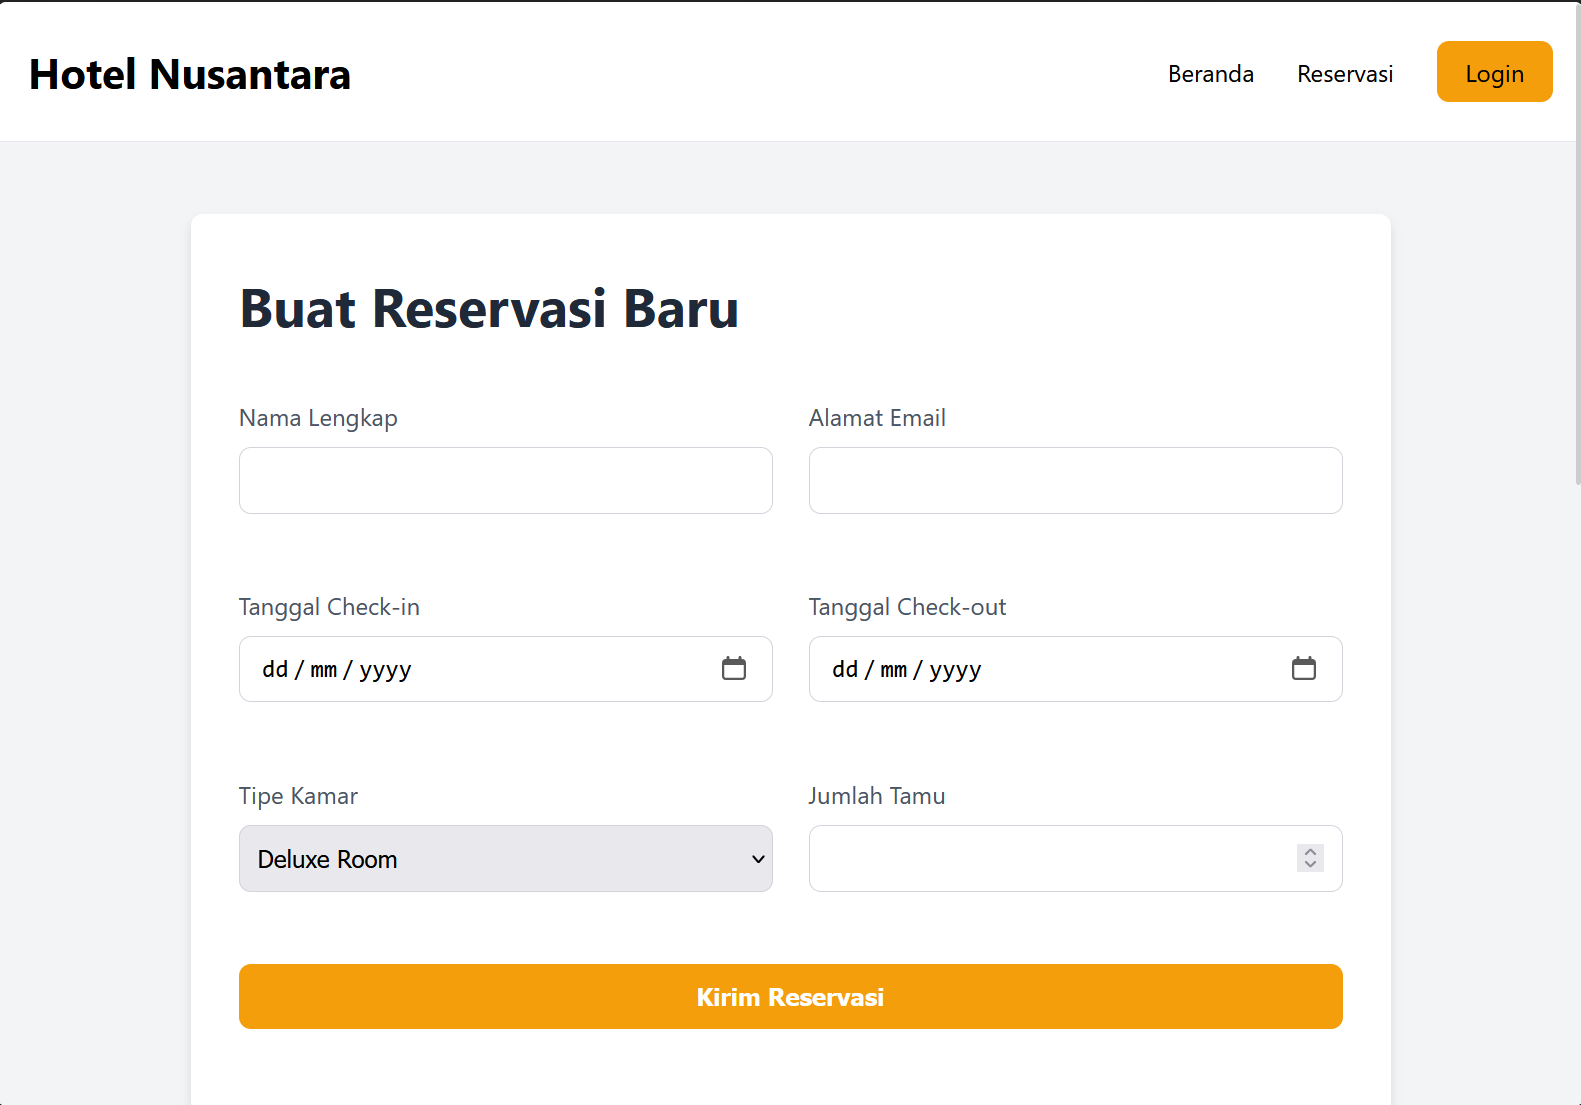 Hotel Nusantara
Beranda Reservasi Login
Buat Reservasi Baru
Nama Lengkap Alamat Email
Tanggal Check-in Tanggal Check-out
dd/mm/yyyy dd/mm/yyyy
Tipe Kamar Jumlah Tamu
Deluxe Room
Kirim Reservasi